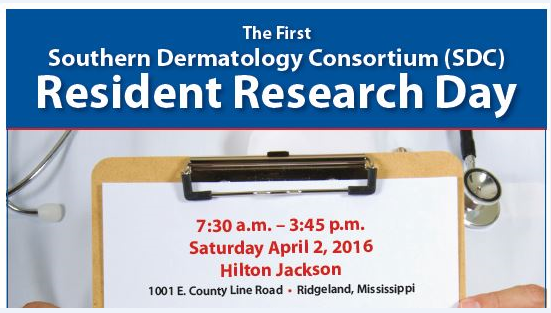 The First
Southern Dermatology Consortium (SDC)
Resident Research Day
7:30 a.m. – 3:45 p.m.
Saturday April 2, 2016
Hilton Jackson
1001 E. County Line Road • Ridgeland, Mississippi